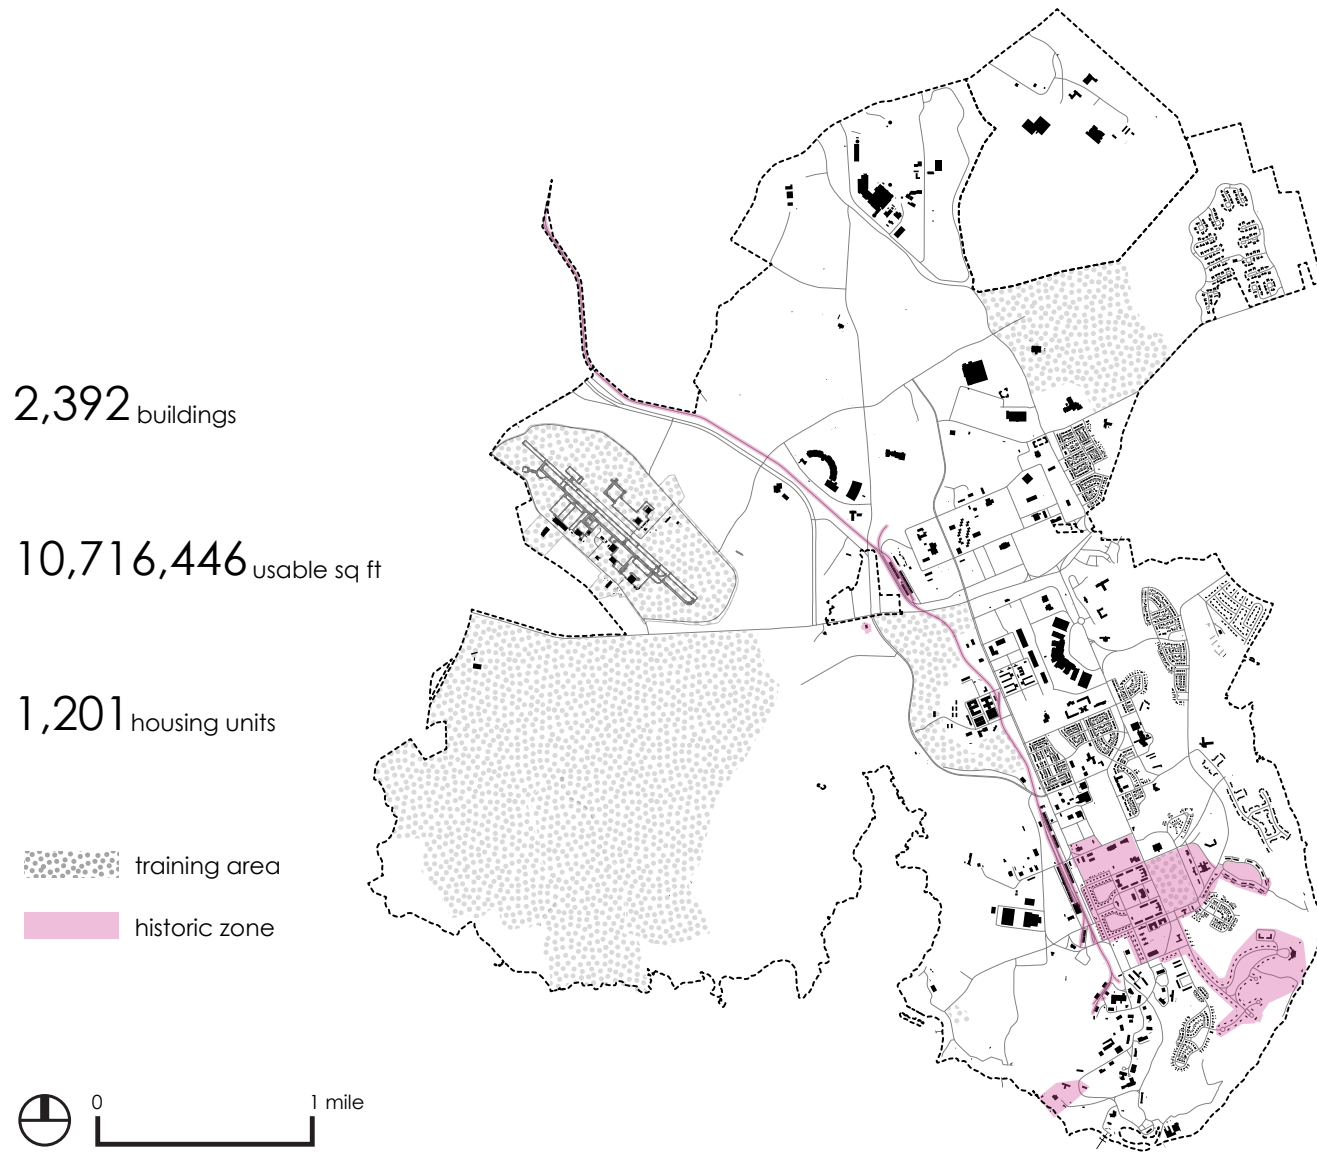 2,392 buildings
10,716,446 usable sq ft
1,201 housing units
training area
historic zone
0 1 mile